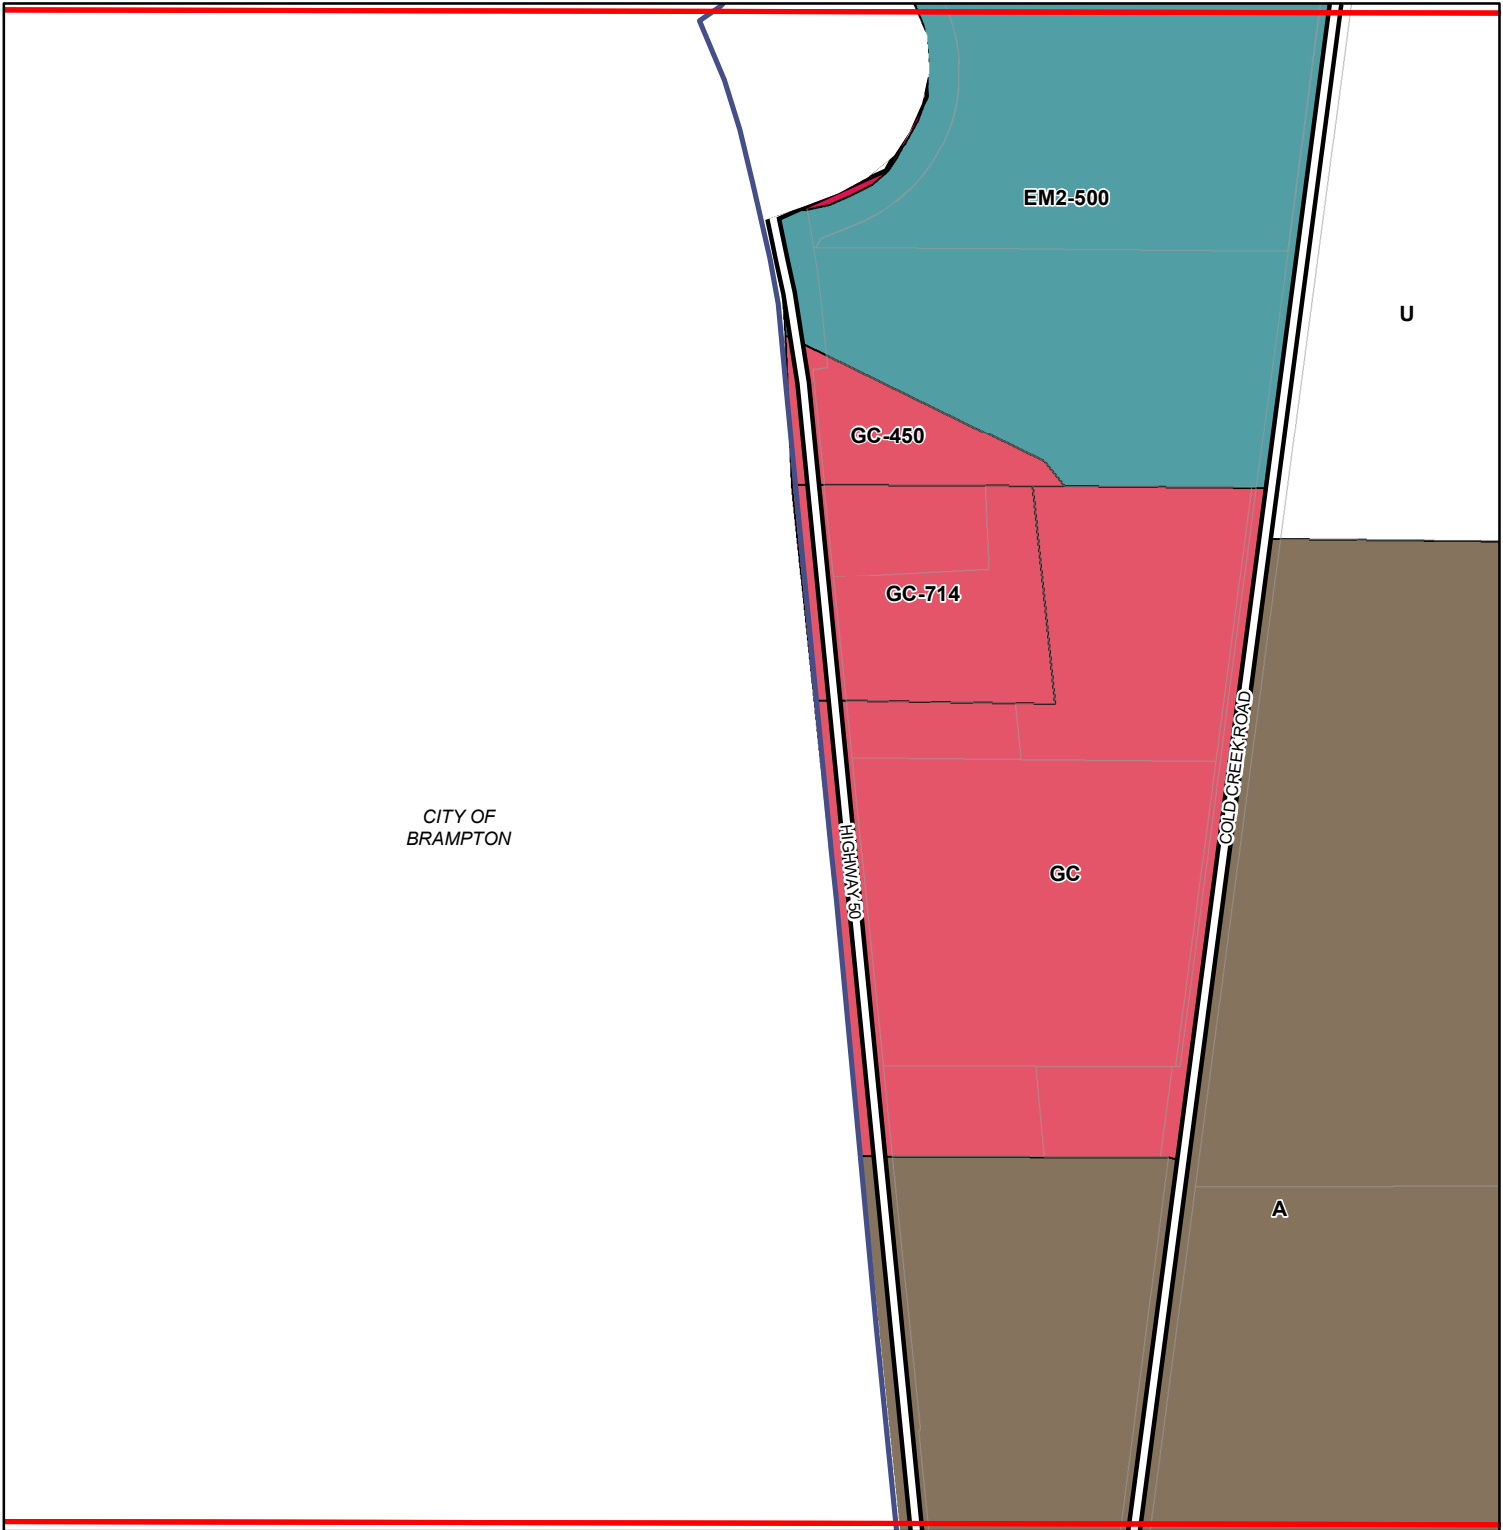 EM2-500
U
GC-450
GC-714
COLD CREEK ROAD
CITY OF
BRAMPTON
HIGHWAY 50
GC
A